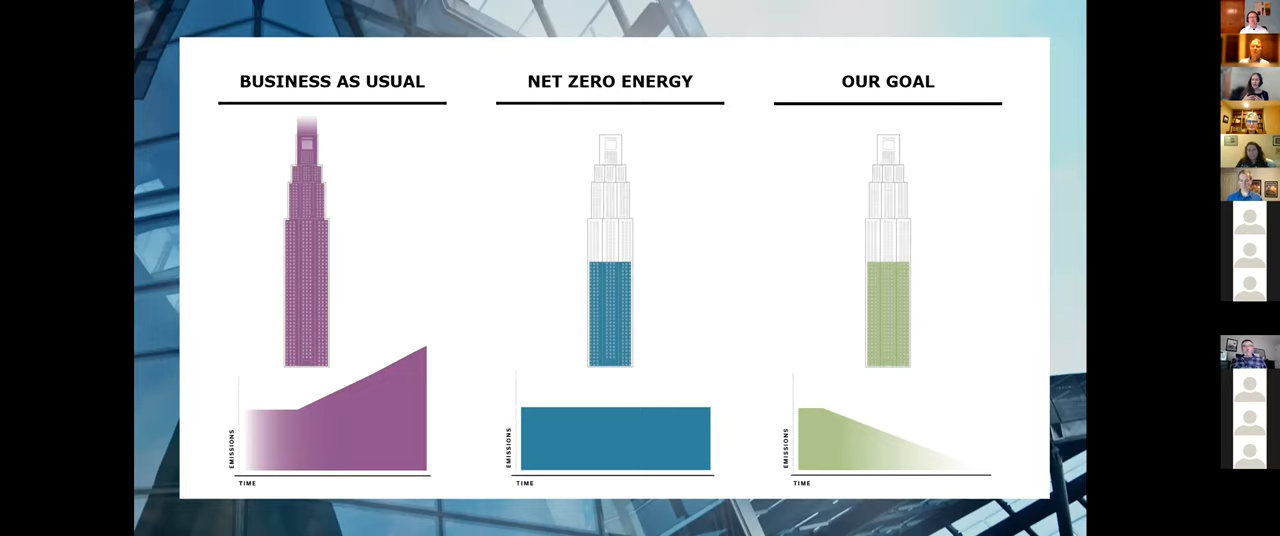 BUSINESS AS USUAL
NET ZERO ENERGY
OUR GOAL
EMISSIONS
TIME
EMISSIONS
TIME
EMISSIONS
TIME